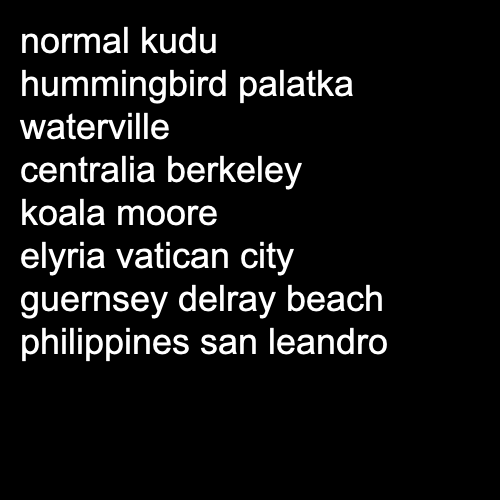 normal kudu
hummingbird palatka
waterville
centralia berkeley
koala moore
elyria vatican city
guernsey delray beach
philippines san leandro